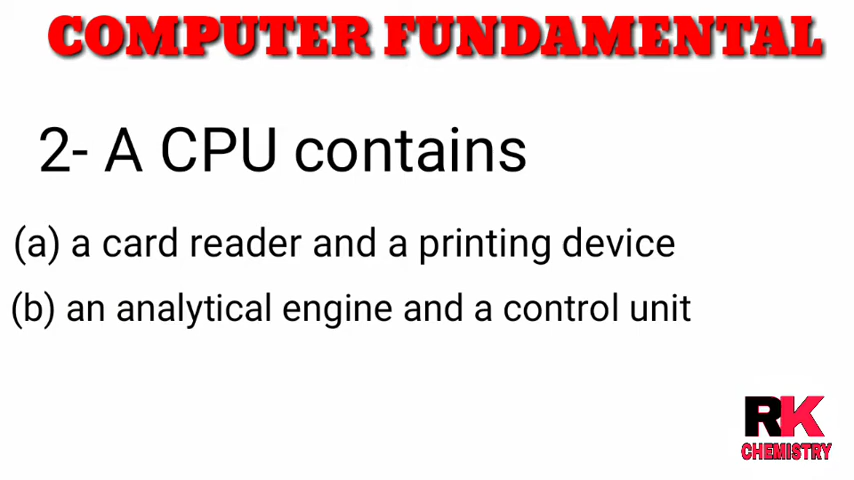 COMPUTER FUNDAMENTAL
2- A CPU contains
(a) a card reader and a printing device
(b) an analytical engine and a control unit
RK
CHEMISTRY